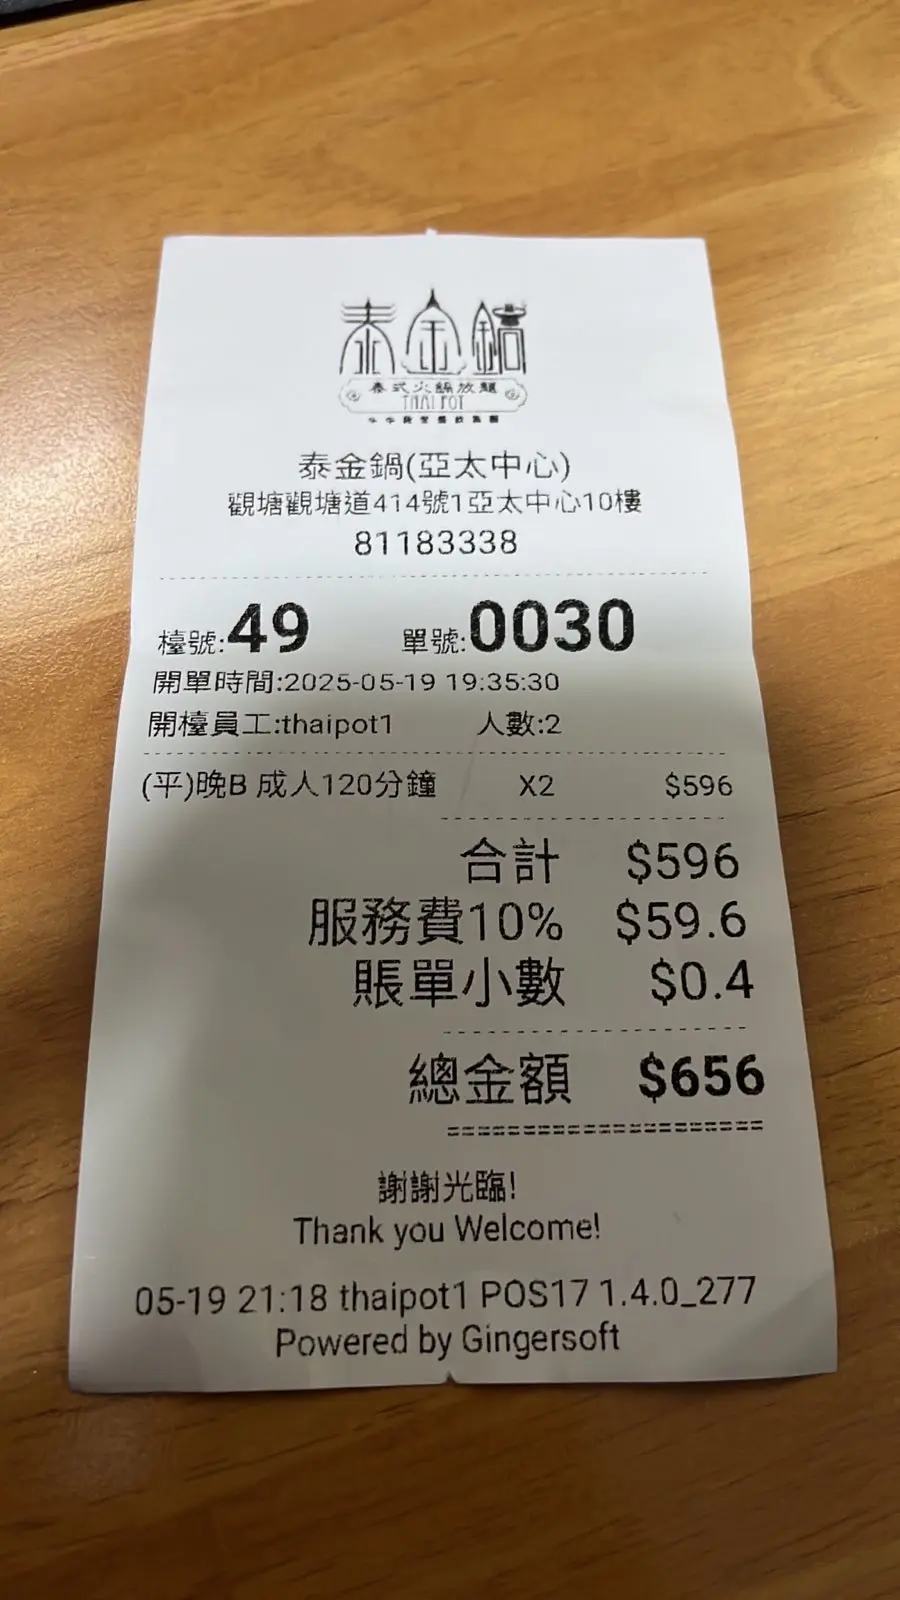 泰金鍋
泰式火鍋放題
THAI POT
泰金鍋(亞太中心)
觀塘觀塘道414號1亞太中心10樓
81183338
檯號:49 單號:0030
開單時間:2025-05-19 19:35:30
開檯員工:thaipot1 人數:2
(平)晚B 成人120分鐘 X2 $596
合計 $596
服務費10% $59.6
賬單小數 $0.4
總金額 $656
謝謝光臨!
Thank you Welcome!
05-19 21:18 thaipot1 POS17 1.4.0_277
Powered by Gingersoft